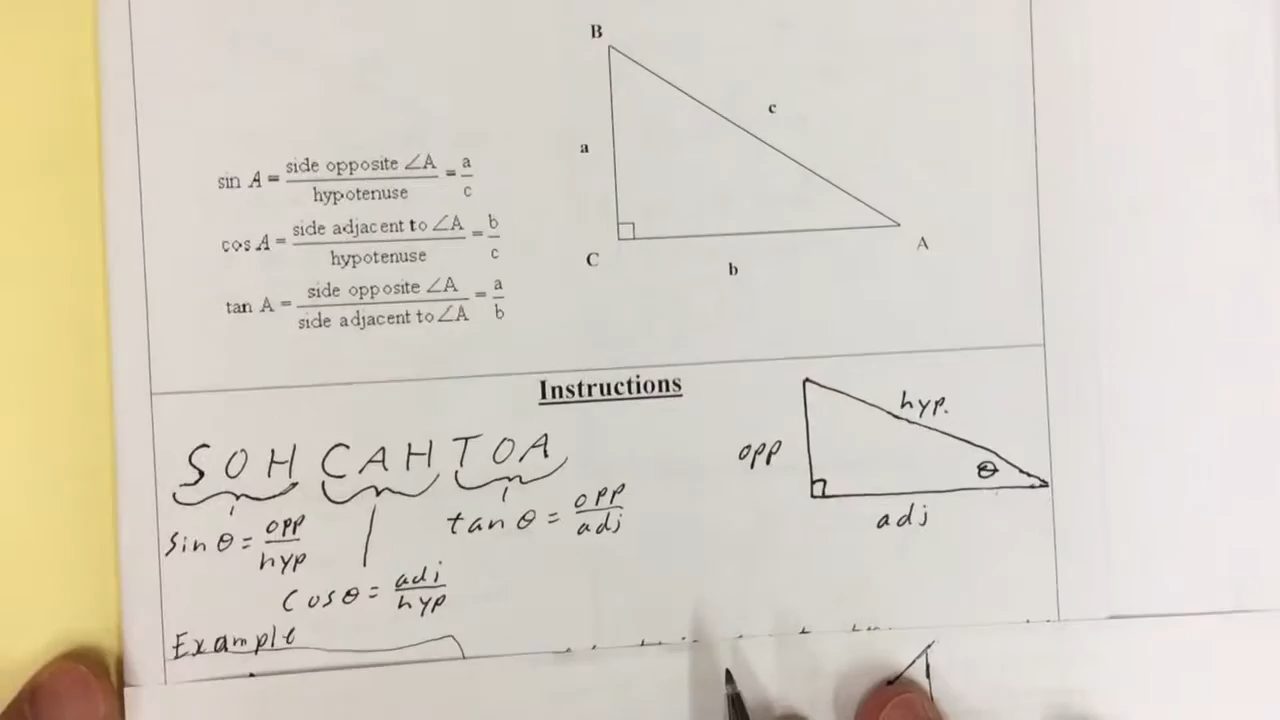 B
c
a
sin A = side opposite ∠A / hypotenuse = a/c
cos A = side adjacent to ∠A / hypotenuse = b/c
tan A = side opposite ∠A / side adjacent to ∠A = a/b
C
b
A
Instructions
SOH CAH TOA
sin θ = opp/hyp
tan θ = opp/adj
cos θ = adj/hyp
hyp.
opp
θ
adj
Example